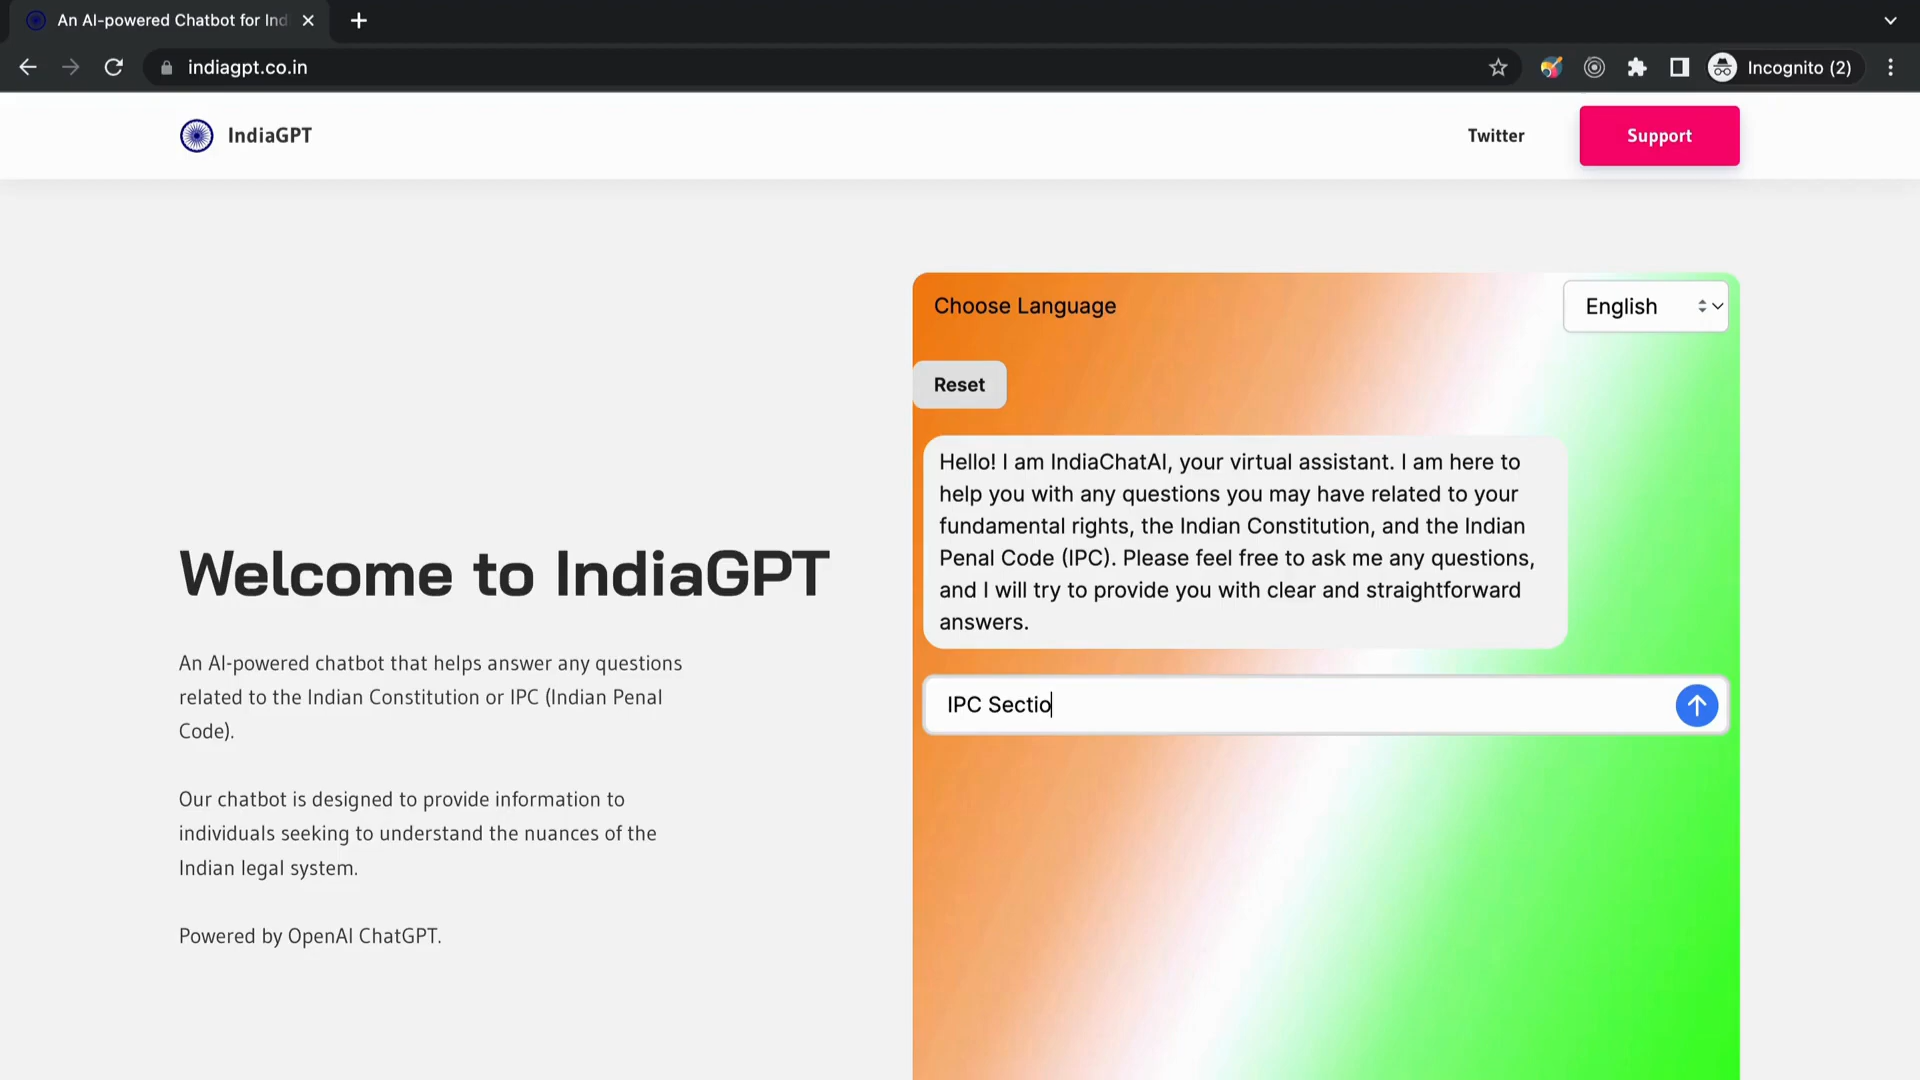 An AI-powered Chatbot for Ind
indiagpt.co.in
Incognito (2)
IndiaGPT
Twitter
Support
Choose Language
English
Reset
Hello! I am IndiaChatAI, your virtual assistant. I am here to
help you with any questions you may have related to your
fundamental rights, the Indian Constitution, and the Indian
Penal Code (IPC). Please feel free to ask me any questions,
and I will try to provide you with clear and straightforward
answers.
IPC Sectio
Welcome to IndiaGPT
An AI-powered chatbot that helps answer any questions
related to the Indian Constitution or IPC (Indian Penal
Code).
Our chatbot is designed to provide information to
individuals seeking to understand the nuances of the
Indian legal system.
Powered by OpenAI ChatGPT.